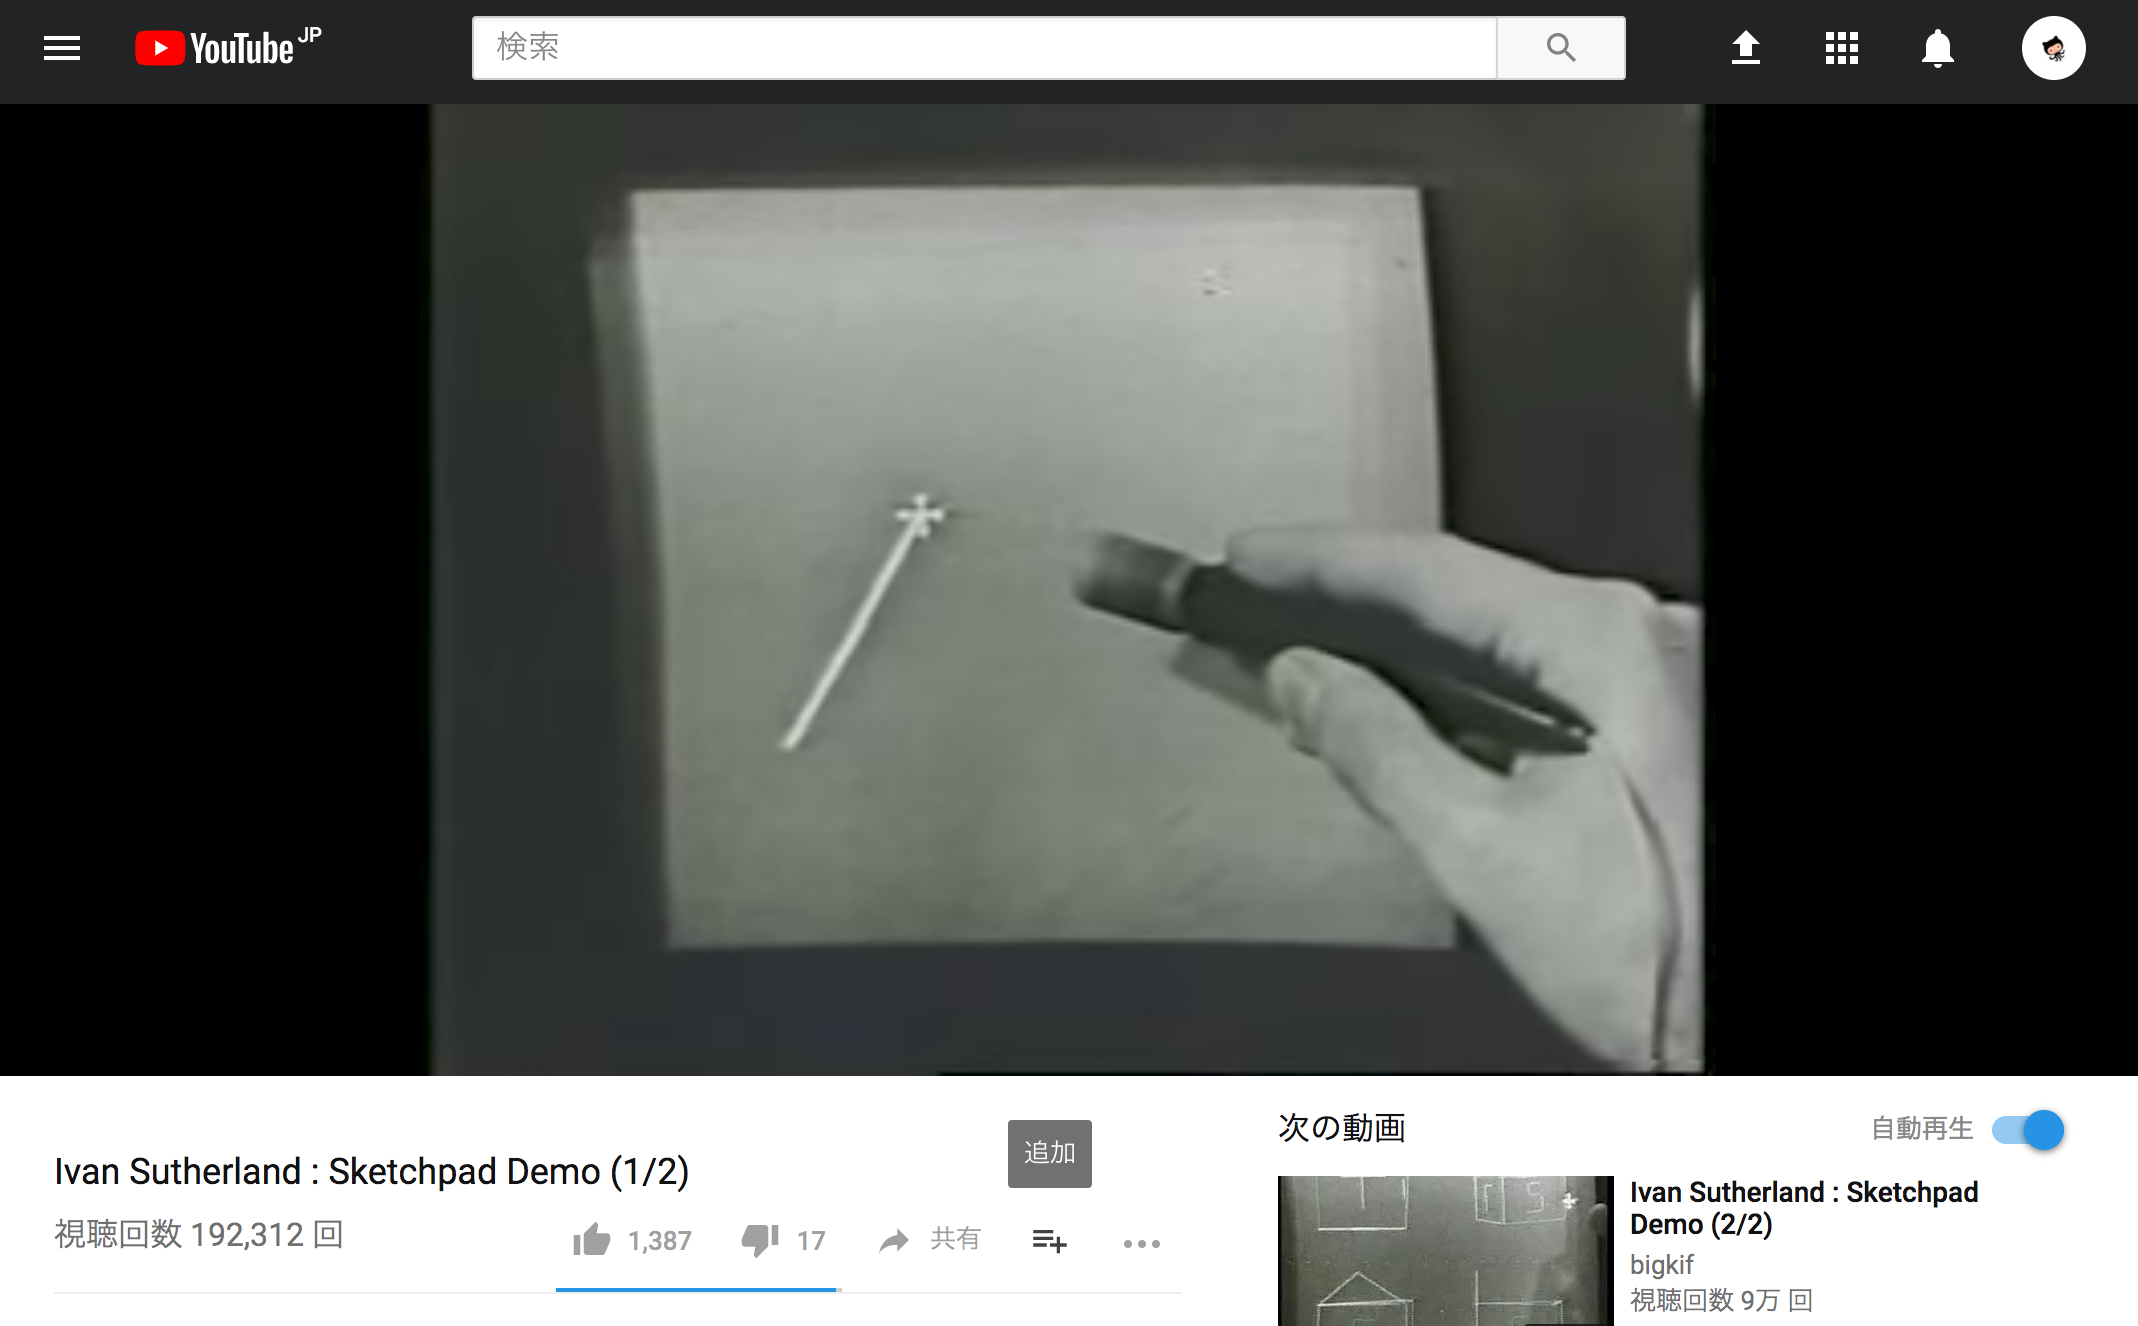 YouTube JP
検索
追加
Ivan Sutherland : Sketchpad Demo (1/2)
視聴回数 192,312 回
1,387
17
共有
次の動画
自動再生
Ivan Sutherland : Sketchpad
Demo (2/2)
bigkif
視聴回数 9万 回